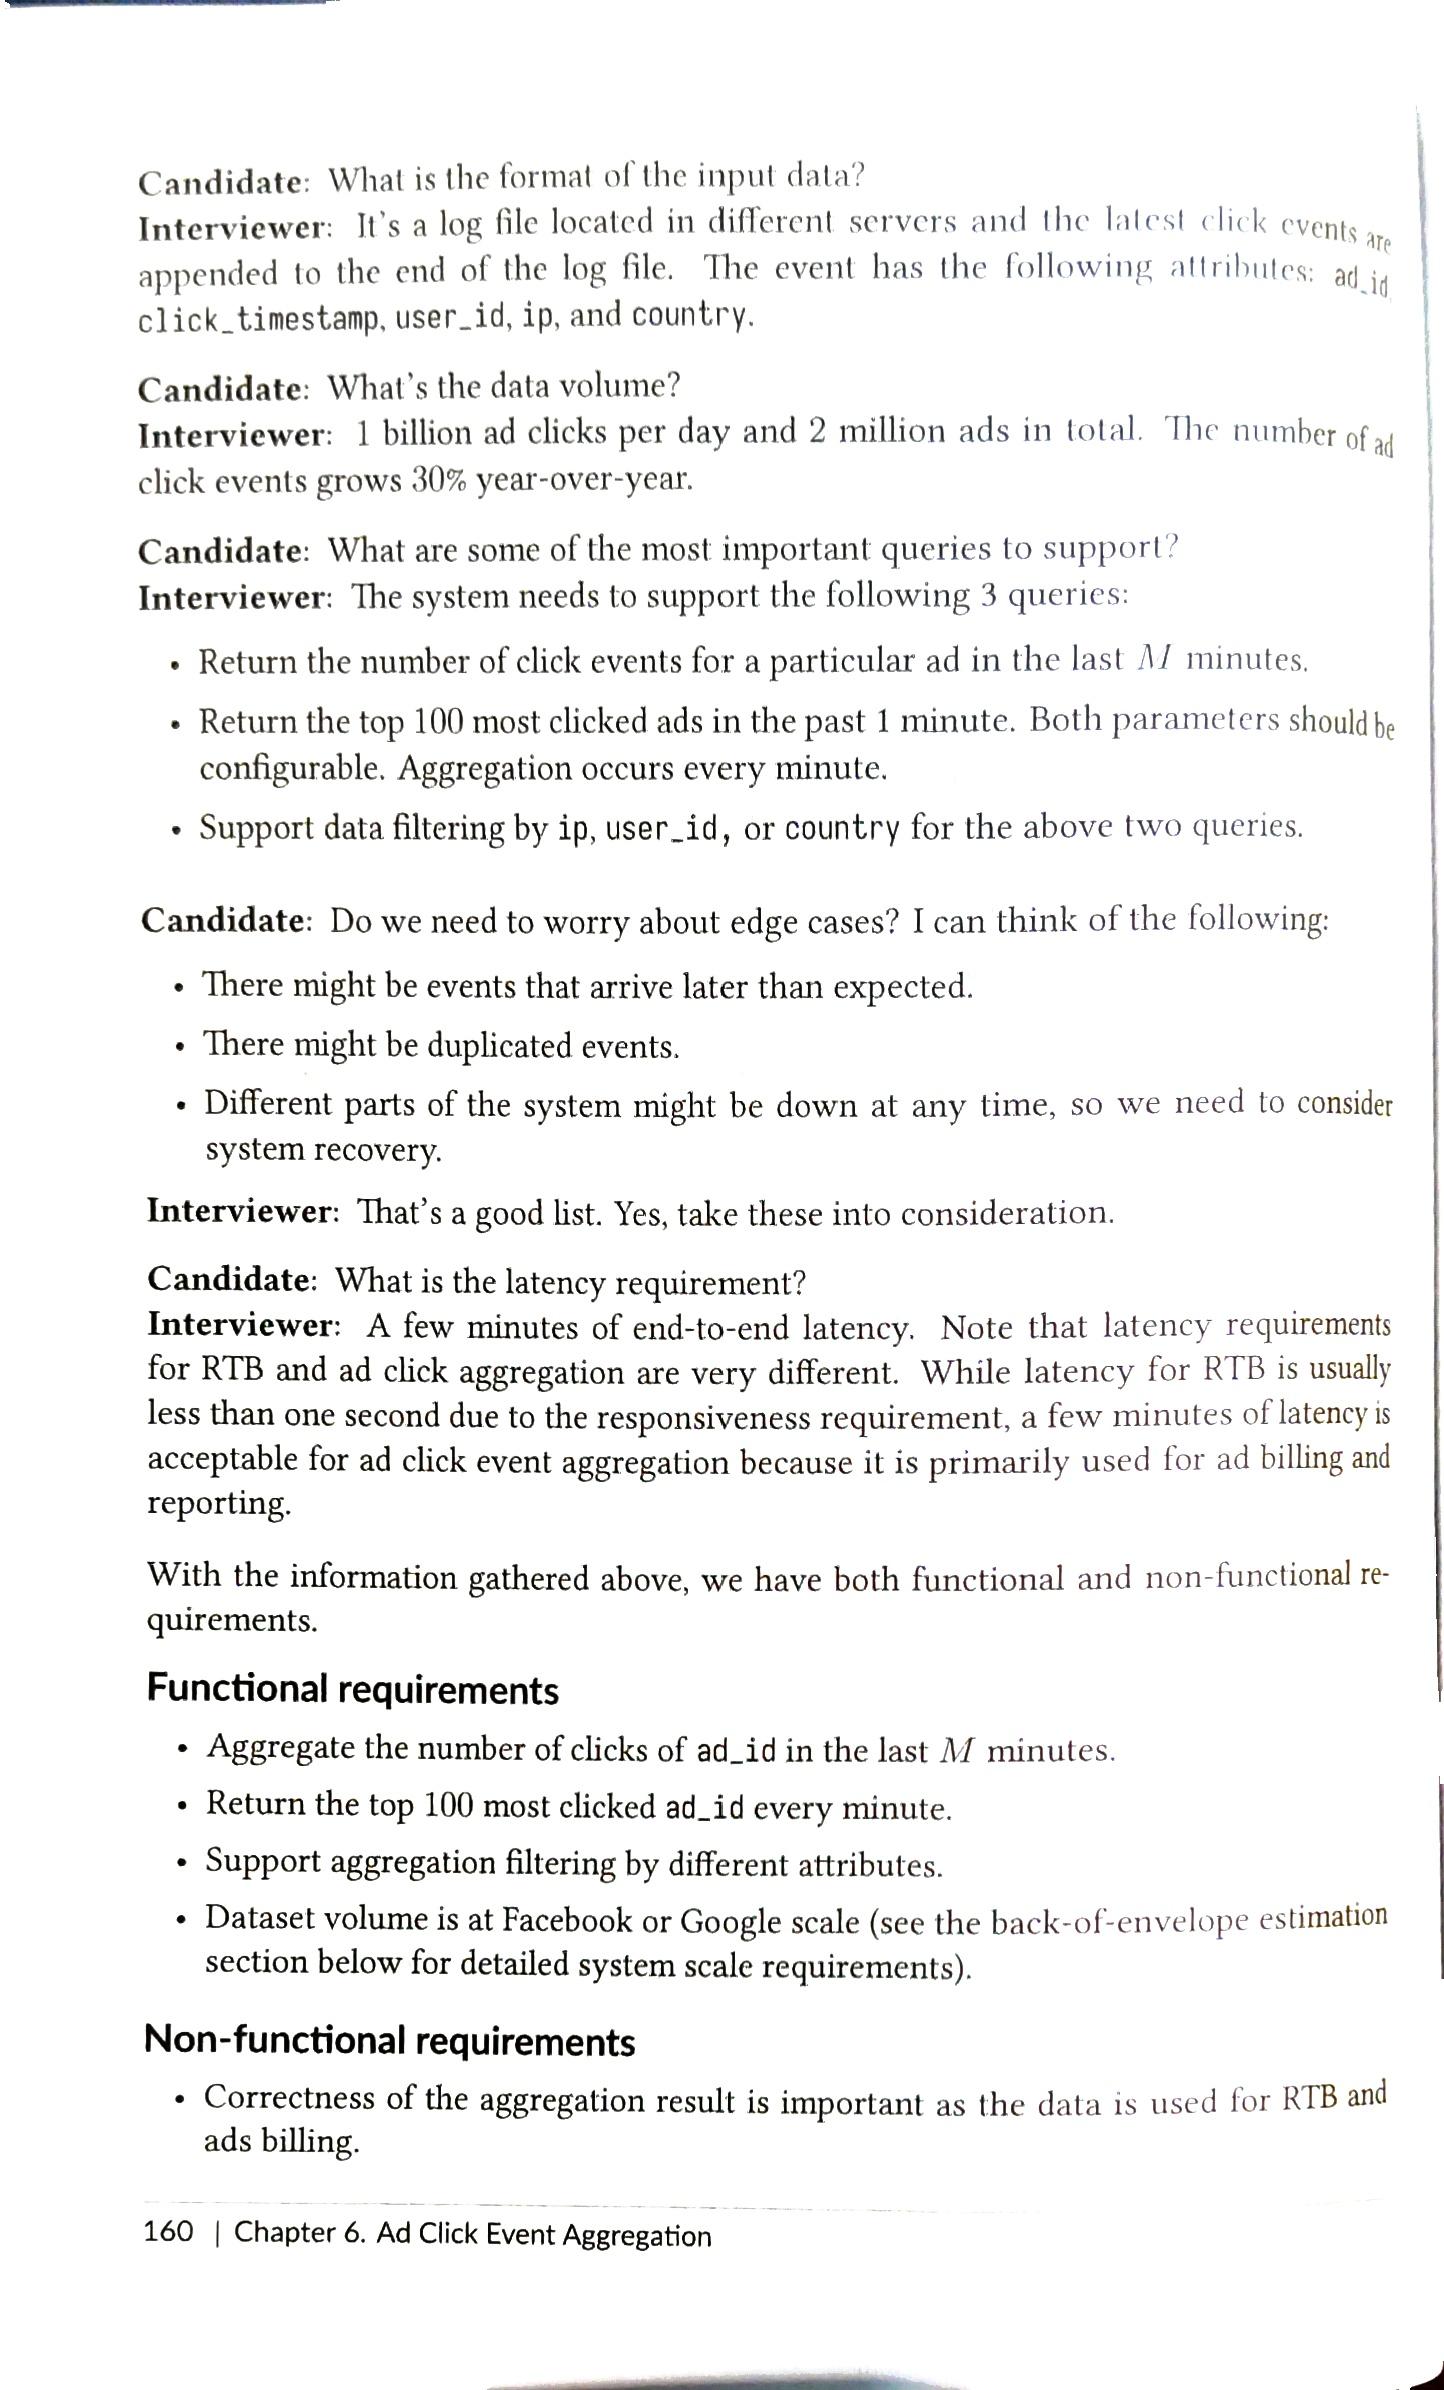 Candidate: What is the format of the input data?
Interviewer: It's a log file located in different servers and the latest click events are
appended to the end of the log file. The event has the following attributes: ad_id
click_timestamp, user_id, ip, and country.
Candidate: What's the data volume?
Interviewer: 1 billion ad clicks per day and 2 million ads in total. The number of ad
click events grows 30% year-over-year.
Candidate: What are some of the most important queries to support?
Interviewer: The system needs to support the following 3 queries:
• Return the number of click events for a particular ad in the last M minutes.
• Return the top 100 most clicked ads in the past 1 minute. Both parameters should be
configurable. Aggregation occurs every minute.
• Support data filtering by ip, user_id, or country for the above two queries.
Candidate: Do we need to worry about edge cases? I can think of the following:
• There might be events that arrive later than expected.
• There might be duplicated events.
• Different parts of the system might be down at any time, so we need to consider
system recovery.
Interviewer: That's a good list. Yes, take these into consideration.
Candidate: What is the latency requirement?
Interviewer: A few minutes of end-to-end latency. Note that latency requirements
for RTB and ad click aggregation are very different. While latency for RTB is usually
less than one second due to the responsiveness requirement, a few minutes of latency is
acceptable for ad click event aggregation because it is primarily used for ad billing and
reporting.
With the information gathered above, we have both functional and non-functional re-
quirements.
Functional requirements
• Aggregate the number of clicks of ad_id in the last M minutes.
• Return the top 100 most clicked ad_id every minute.
• Support aggregation filtering by different attributes.
• Dataset volume is at Facebook or Google scale (see the back-of-envelope estimation
section below for detailed system scale requirements).
Non-functional requirements
• Correctness of the aggregation result is important as the data is used for RTB and
ads billing.
160 | Chapter 6. Ad Click Event Aggregation